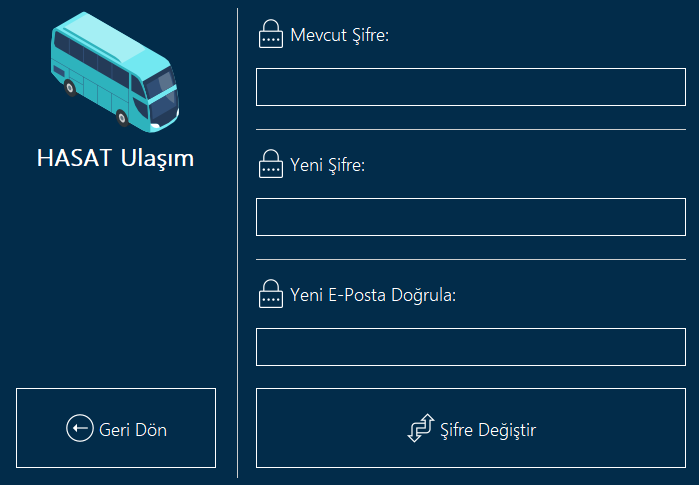 HASAT Ulaşım
Geri Dön
Mevcut Şifre:
Yeni Şifre:
Yeni E-Posta Doğrula:
Şifre Değiştir